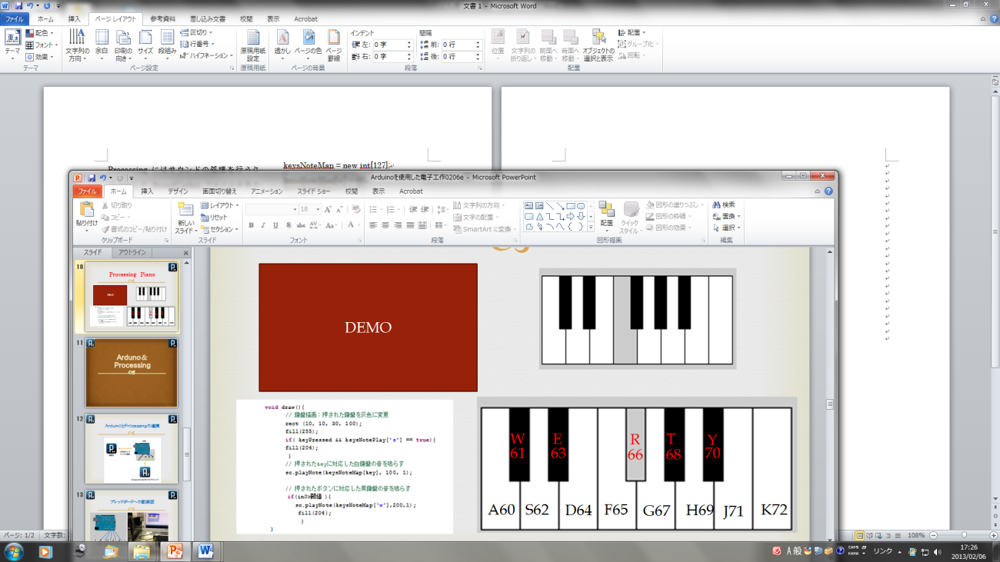 文書 1 - Microsoft Word
ファイル ホーム 挿入 ページ レイアウト 参考資料 差し込み文書 校閲 表示 Acrobat
亜あ
テーマ
配色
フォント
効果
文字列の方向
余白
印刷の向き
サイズ
段組み
区切り
行番号
ハイフネーション
原稿用紙設定
透かし
ページの色
ページ罫線
インデント
左: 0 字
右: 0 字
間隔
前: 0 行
後: 0 行
位置
文字列の折り返し
前面へ移動
背面へ移動
オブジェクトの選択と表示
配置
グループ化
回転
テーマ ページ設定 原稿用紙 ページの背景 段落 配置
Processing にはサウンドの処理を行うク
keysNoteMap = new int[127];
Arduinoを使用した電子工作0206e - Microsoft PowerPoint
ファイル ホーム 挿入 デザイン 画面切り替え アニメーション スライド ショー 校閲 表示 Acrobat
貼り付け
切り取り
コピー
書式のコピー/貼り付け
新しいスライド
レイアウト
リセット
セクション
18
B I U S abc AV Aa A
文字列の方向
文字の配置
SmartArt に変換
配置
クイックスタイル
図形の塗りつぶし
図形の枠線
図形の効果
検索
置換
選択
クリップボード スライド フォント 段落 図形描画 編集
スライド アウトライン
10
Processing Piano
DEMO
11
Arduno＆
Processing
12
ArduinoとProcessingの連携
13
ブレッドボードへの配線図
DEMO
void draw(){
// 鍵盤描画：押された鍵盤を灰色に変更
rect (10, 10, 30, 100);
fill(255);
if( keyPressed && keysNotePlay['s'] == true){
fill(204);
}
// 押されたkeyに対応した白鍵盤の音を鳴らす
sc.playNote(keysNoteMap[key], 100, 1);
// 押されたボタンに対応した黒鍵盤の音を鳴らす
if(in0>閾値 ){
sc.playNote(keysNoteMap['w'],200,1);
fill(204);
}
}
W E R T Y
61 63 66 68 70
A60 S62 D64 F65 G67 H69 J71 K72
ページ: 1/2 文字数:
108%
A 般
CAPS
KANA
リンク
17:26
2013/02/06